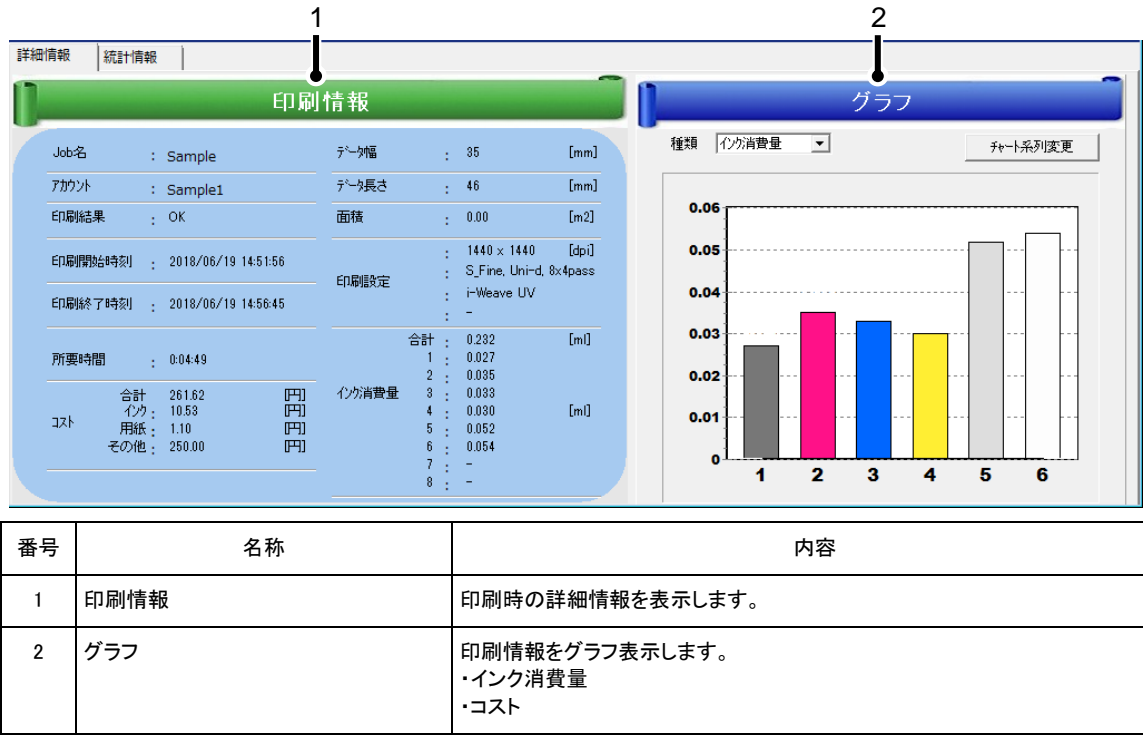 1
2
詳細情報
統計情報
印刷情報
グラフ
Job名 : Sample
アカウント : Sample1
印刷結果 : OK
印刷開始時刻 : 2018/06/19 14:51:56
印刷終了時刻 : 2018/06/19 14:56:45
所要時間 : 0:04:49
コスト
合計 261.62 [円]
インク : 10.53 [円]
用紙 : 1.10 [円]
その他 : 250.00 [円]
データ幅 : 35 [mm]
データ長さ : 46 [mm]
面積 : 0.00 [m2]
印刷設定
: 1440 x 1440 [dpi]
: S_Fine, Uni-d, 8x4pass
: i-Weave UV
: -
インク消費量
合計 : 0.232 [ml]
1 : 0.027
2 : 0.035
3 : 0.033
4 : 0.030 [ml]
5 : 0.052
6 : 0.054
7 : -
8 : -
種類 インク消費量
チャート系列変更
0.06
0.05
0.04
0.03
0.02
0.01
0
1 2 3 4 5 6
番号 名称 内容
1 印刷情報 印刷時の詳細情報を表示します。
2 グラフ 印刷情報をグラフ表示します。
・インク消費量
・コスト